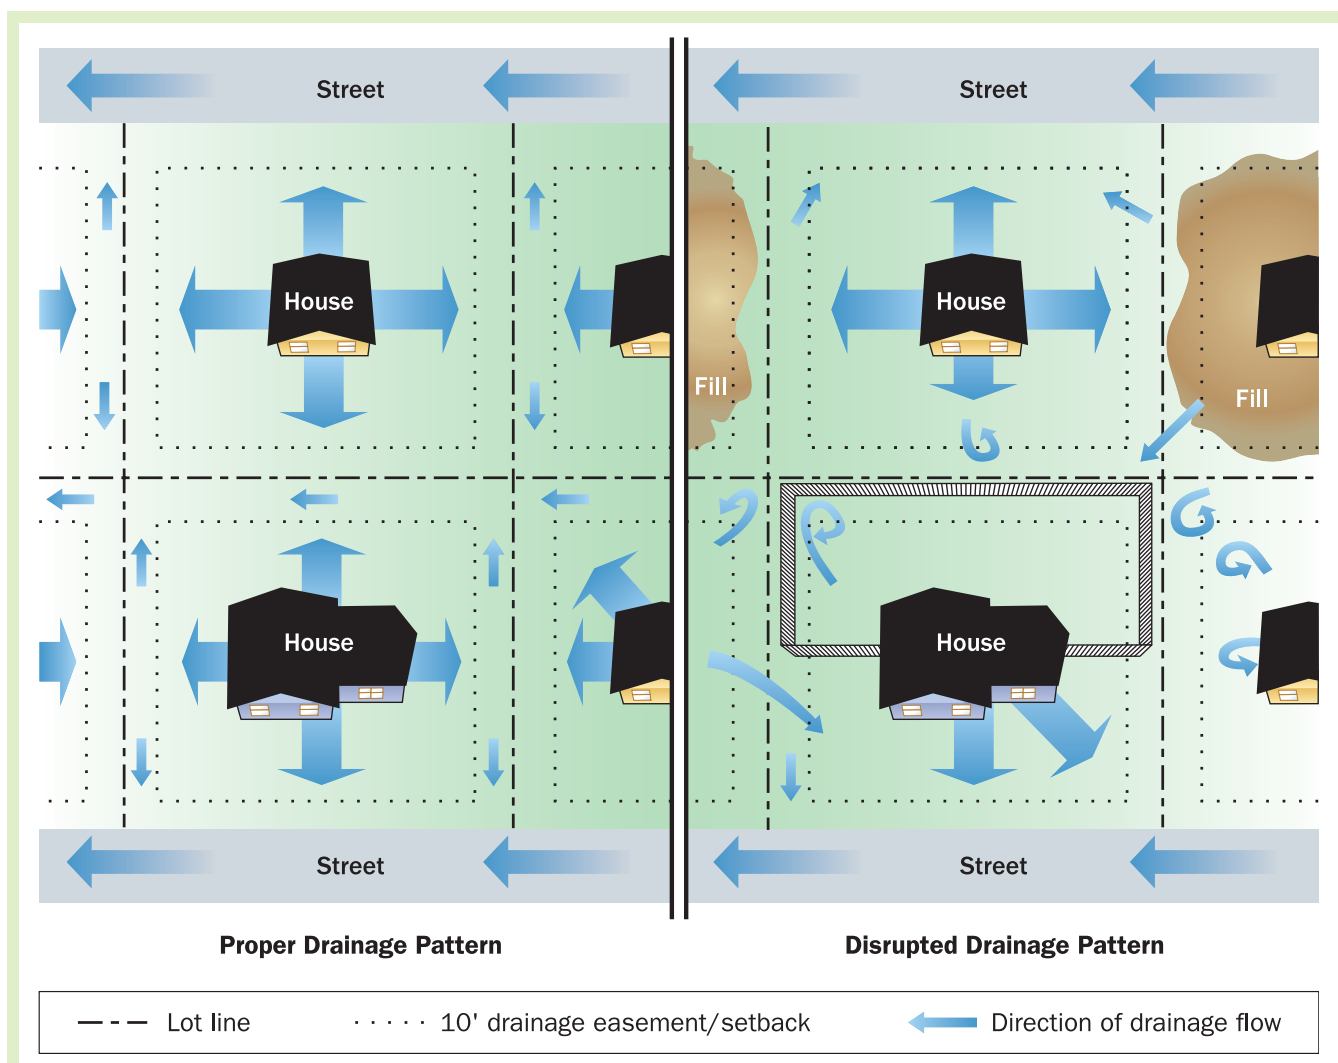 Street
Street
House
House
Fill
Fill
House
House
Street
Street
Proper Drainage Pattern
Disrupted Drainage Pattern
Lot line
10' drainage easement/setback
Direction of drainage flow